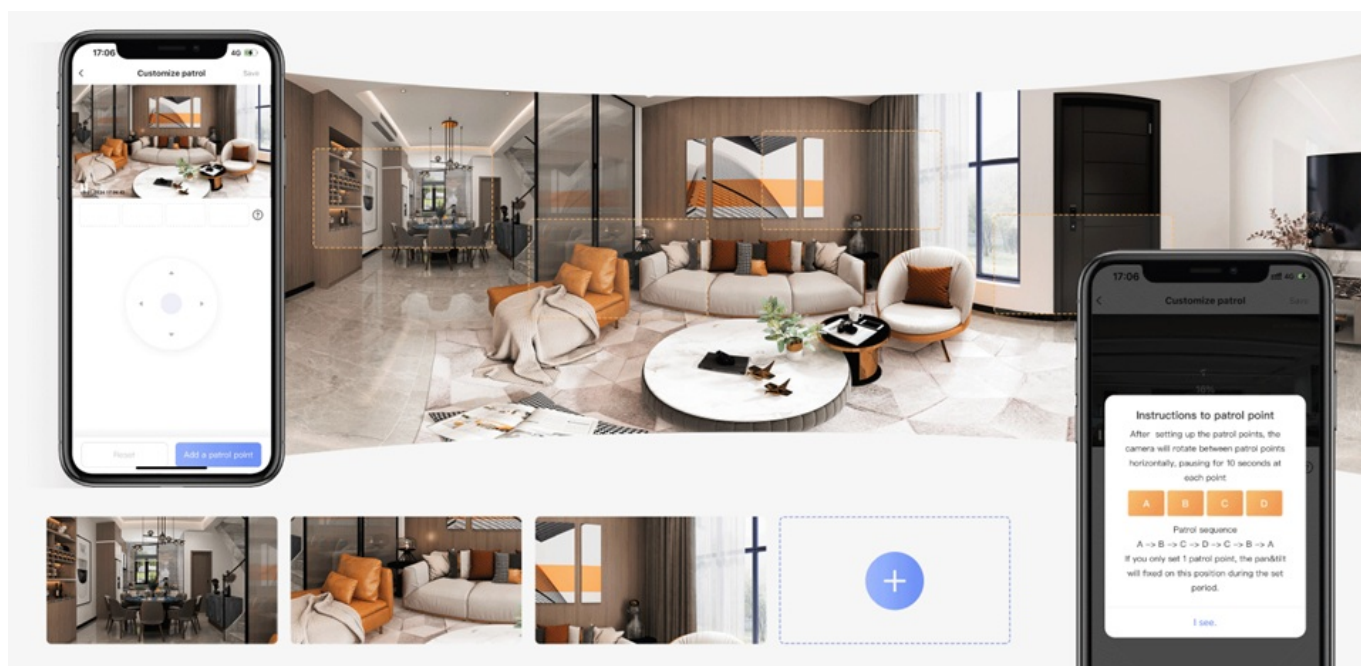 17:06
4G
Customize patrol
Save
Reset
Add a patrol point
17:06
4G
Customize patrol
Save
16%
Instructions to patrol point
After setting up the patrol points, the
camera will rotate between patrol points
horizontally, pausing for 10 seconds at
each point
A B C D
Patrol sequence
A -> B -> C -> D -> C -> B -> A
If you only set 1 patrol point, the pan&tilt
will fixed on this position during the set
period.
I see.